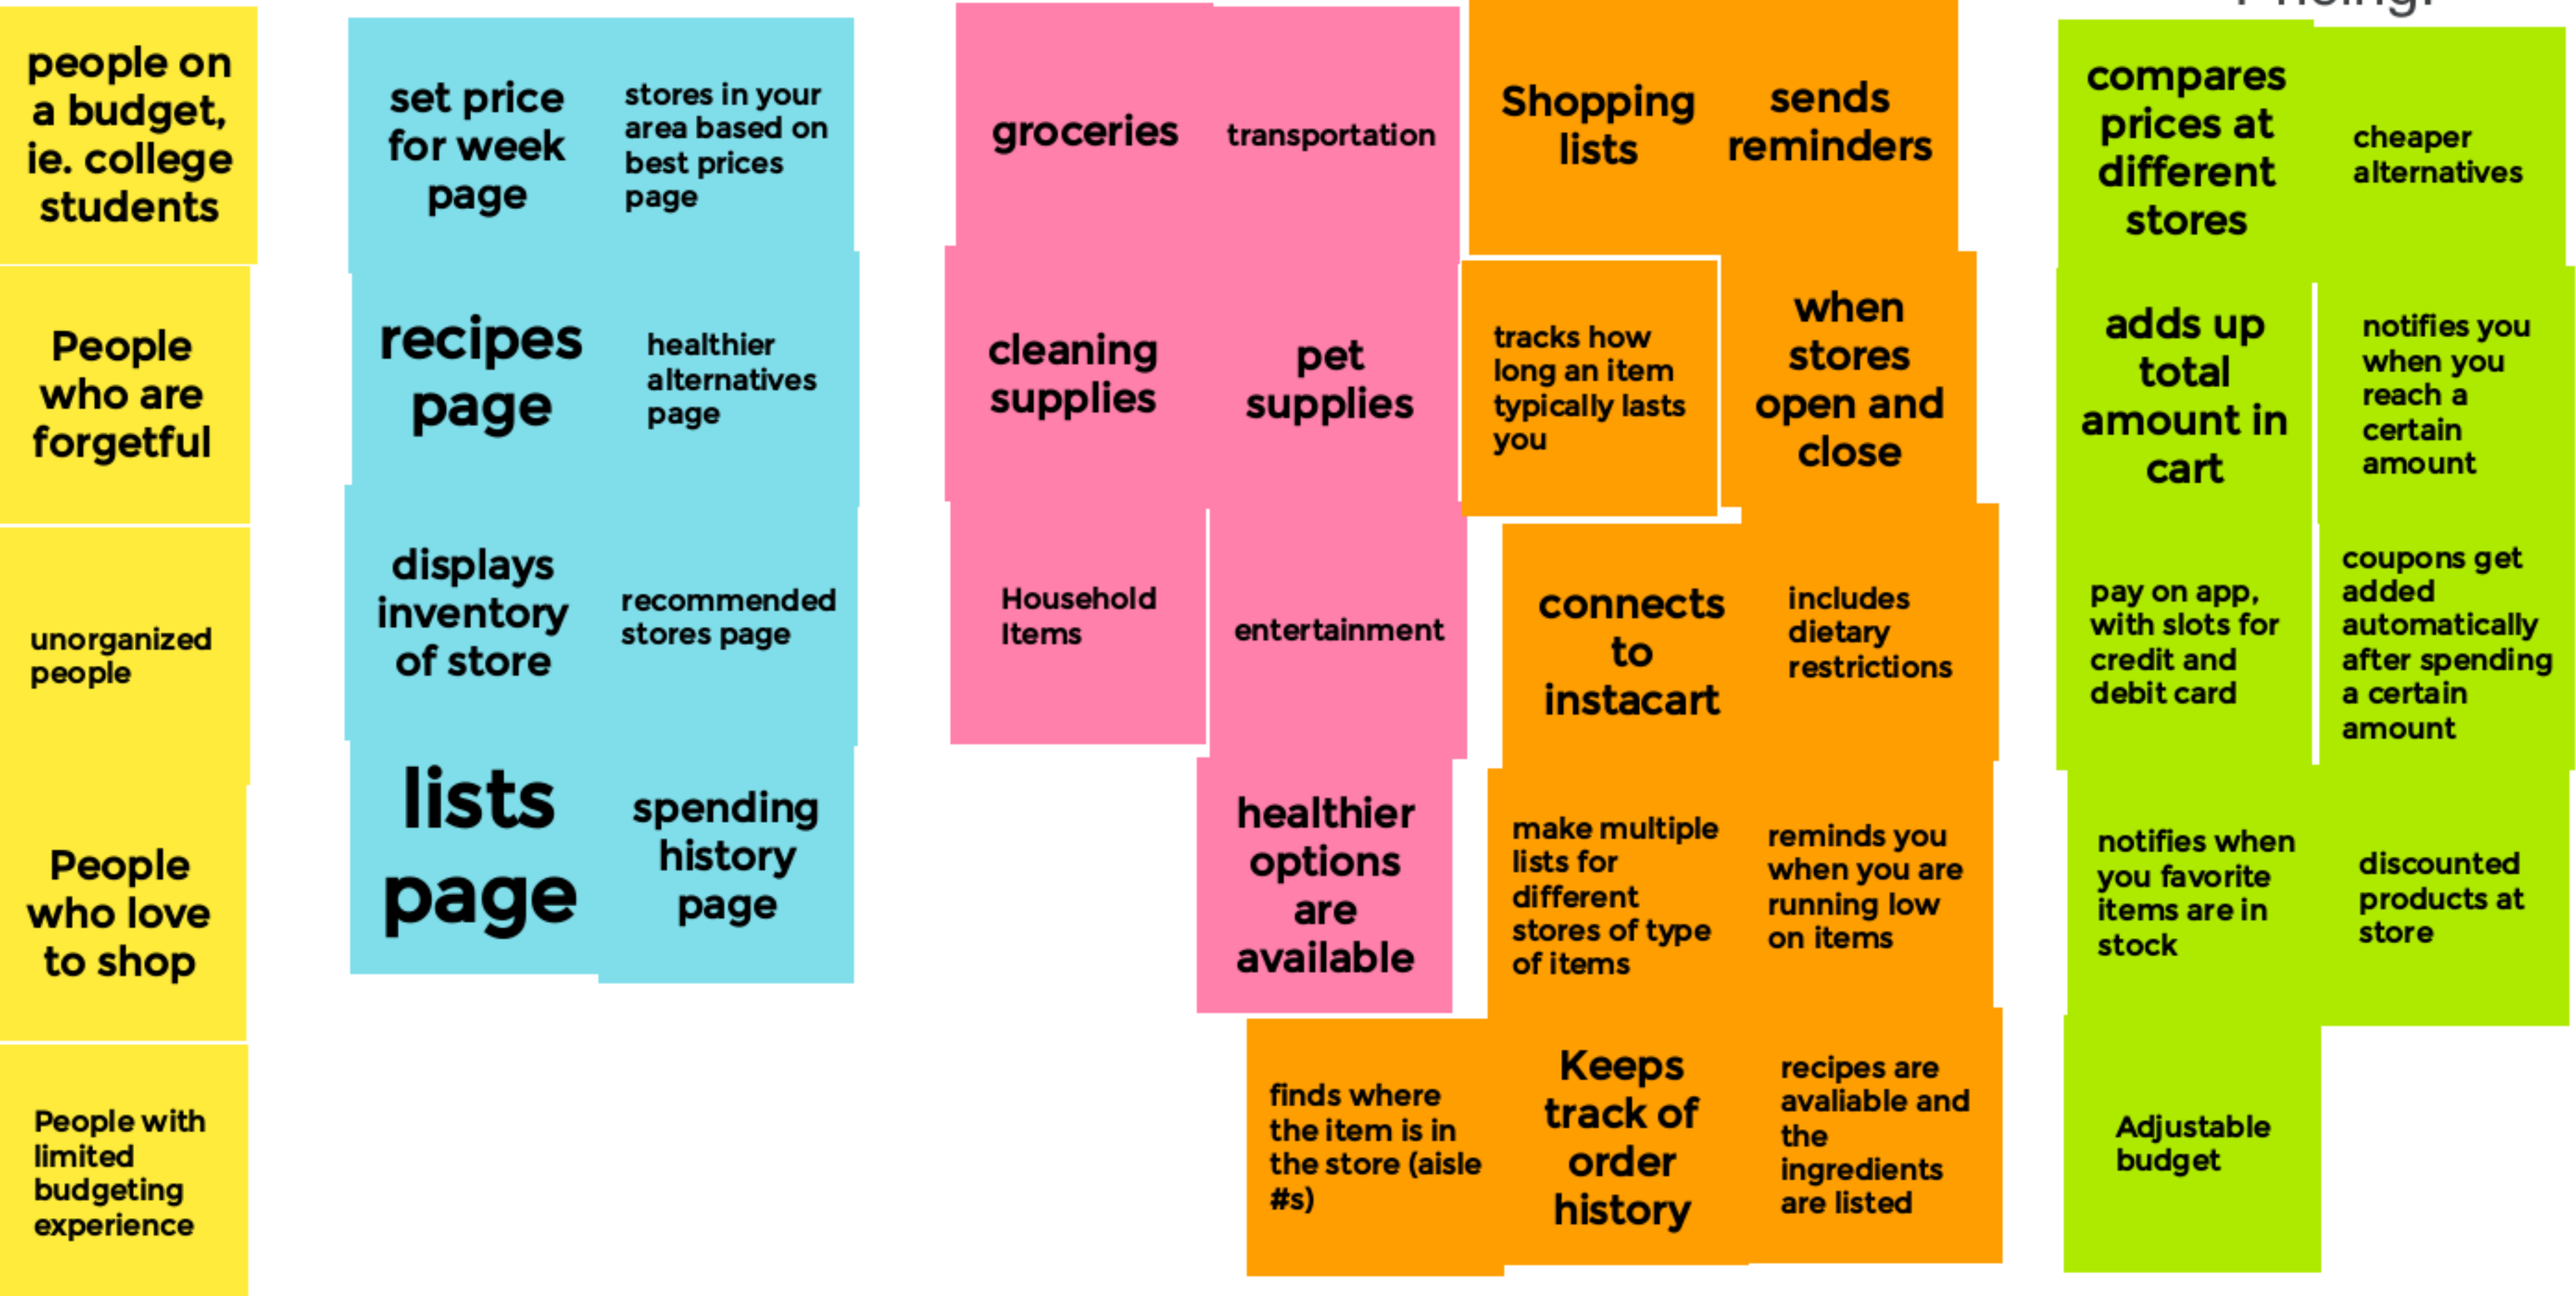 Pricing:
people on
a budget,
ie. college
students
People
who are
forgetful
unorganized
people
People
who love
to shop
People with
limited
budgeting
experience
set price
for week
page
stores in your
area based on
best prices
page
recipes
page
healthier
alternatives
page
displays
inventory
of store
recommended
stores page
lists
page
spending
history
page
groceries
transportation
cleaning
supplies
pet
supplies
Household
Items
entertainment
healthier
options
are
available
Shopping
lists
sends
reminders
tracks how
long an item
typically lasts
you
when
stores
open and
close
connects
to
instacart
includes
dietary
restrictions
make multiple
lists for
different
stores of type
of items
reminds you
when you are
running low
on items
finds where
the item is in
the store (aisle
#s)
Keeps
track of
order
history
recipes are
avaliable and
the
ingredients
are listed
compares
prices at
different
stores
cheaper
alternatives
adds up
total
amount in
cart
notifies you
when you
reach a
certain
amount
pay on app,
with slots for
credit and
debit card
coupons get
added
automatically
after spending
a certain
amount
notifies when
you favorite
items are in
stock
discounted
products at
store
Adjustable
budget